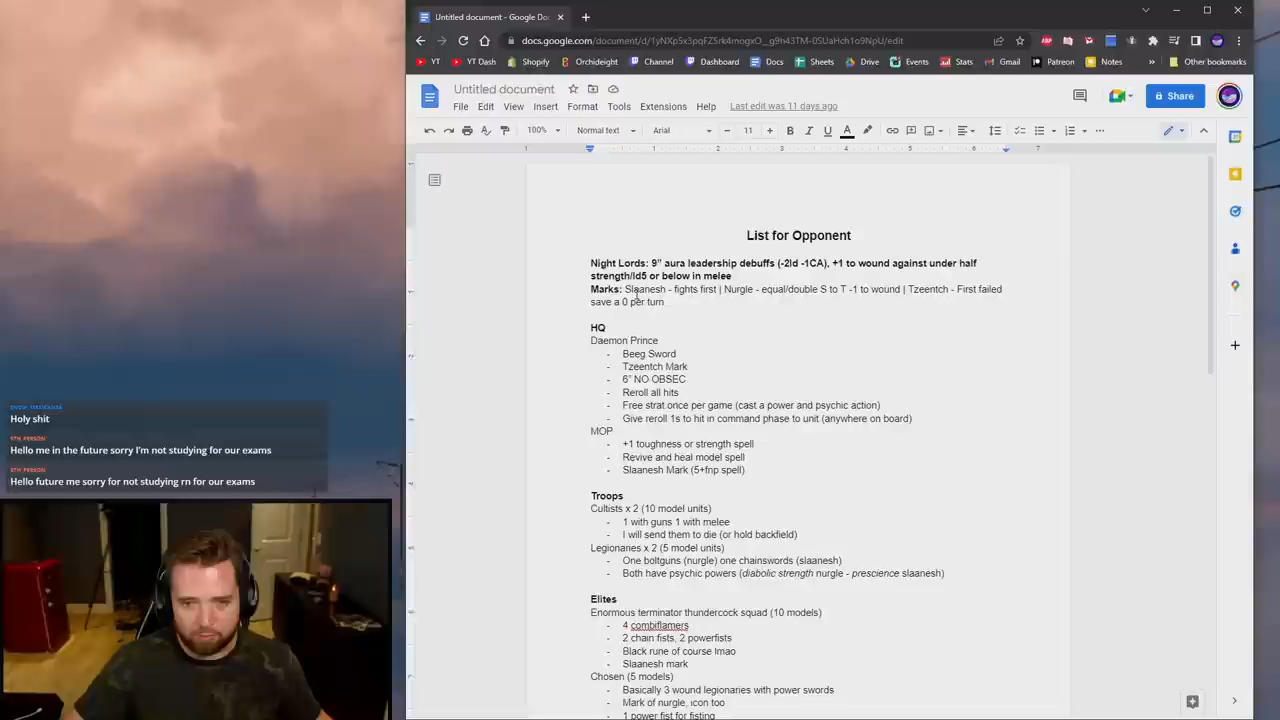 Untitled document - Google Do
docs.google.com/document/d/1yNXp5x3pqFZ5rk4mogxO__g9h43TM-0SUaHch1o9NpU/edit
YT
YT Dash
Shopify
Orchideight
Channel
Dashboard
Docs
Sheets
Drive
Events
Stats
Gmail
Patreon
Notes
»
Other bookmarks
Untitled document
File Edit View Insert Format Tools Extensions Help Last edit was 11 days ago
Share
100% Normal text Arial 11
1 1 2 3 4 5 6 7
List for Opponent
Night Lords: 9" aura leadership debuffs (-2ld -1CA), +1 to wound against under half
strength/ld5 or below in melee
Marks: Slaanesh - fights first | Nurgle - equal/double S to T -1 to wound | Tzeentch - First failed
save a 0 per turn
HQ
Daemon Prince
- Beeg Sword
- Tzeentch Mark
- 6" NO OBSEC
- Reroll all hits
- Free strat once per game (cast a power and psychic action)
- Give reroll 1s to hit in command phase to unit (anywhere on board)
MOP
- +1 toughness or strength spell
- Revive and heal model spell
- Slaanesh Mark (5+fnp spell)
Troops
Cultists x 2 (10 model units)
- 1 with guns 1 with melee
- I will send them to die (or hold backfield)
Legionaries x 2 (5 model units)
- One boltguns (nurgle) one chainswords (slaanesh)
- Both have psychic powers (diabolic strength nurgle - prescience slaanesh)
Elites
Enormous terminator thundercock squad (10 models)
- 4 combiflamers
- 2 chain fists, 2 powerfists
- Black rune of course lmao
- Slaanesh mark
Chosen (5 models)
- Basically 3 wound legionaries with power swords
- Mark of nurgle, icon too
- 1 power fist for fisting
Holy shit
5TH_PERSON
Hello me in the future sorry I'm not studying for our exams
5TH_PERSON
Hello future me sorry for not studying rn for our exams